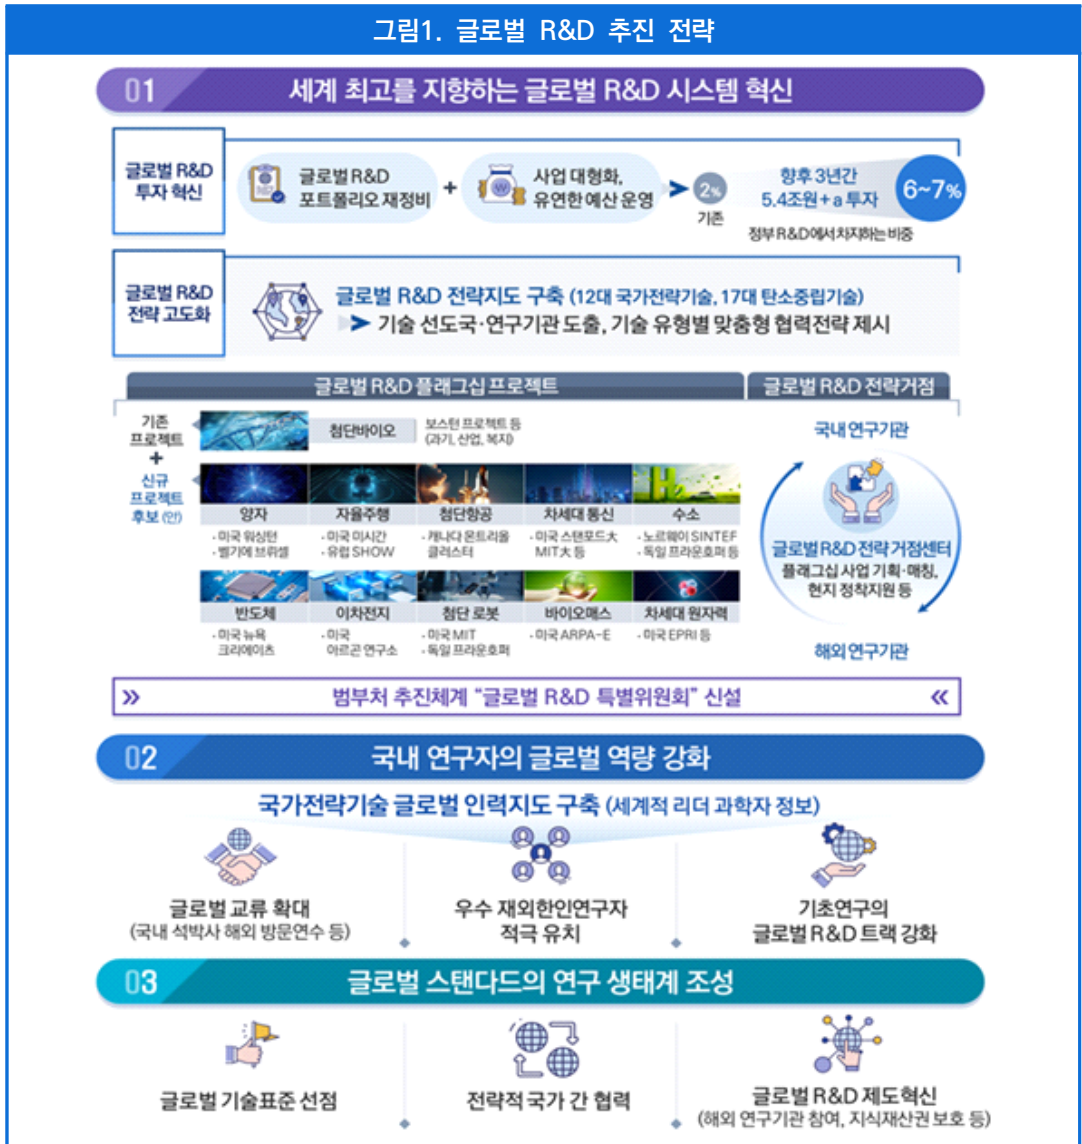 그림1. 글로벌 R&D 추진 전략
01 세계 최고를 지향하는 글로벌 R&D 시스템 혁신
글로벌 R&D
투자 혁신
글로벌 R&D
포트폴리오 재정비
+
사업 대형화,
유연한 예산 운영
2%
기존
향후 3년간
5.4조원+a 투자
6~7%
정부 R&D에서 차지하는 비중
글로벌 R&D
전략 고도화
글로벌 R&D 전략지도 구축 (12대 국가전략기술, 17대 탄소중립기술)
기술 선도국·연구기관 도출, 기술 유형별 맞춤형 협력전략 제시
글로벌 R&D 플래그십 프로젝트
기존
프로젝트
+
신규
프로젝트
후보 (안)
첨단바이오
보스턴 프로젝트 등
(과기, 산업, 복지)
양자
· 미국 워싱턴
· 벨기에 브뤼셀
자율주행
· 미국 미시간
· 유럽 SHOW
첨단항공
· 캐나다 몬트리올
클러스터
차세대 통신
· 미국 스탠포드大
MIT大 등
수소
· 노르웨이 SINTEF
· 독일 프라운호퍼 등
반도체
· 미국 뉴욕
크리에이츠
이차전지
· 미국
아르곤 연구소
첨단 로봇
· 미국 MIT
· 독일 프라운호퍼
바이오매스
· 미국 ARPA-E
차세대 원자력
· 미국 EPRI 등
글로벌 R&D 전략거점
국내 연구기관
글로벌 R&D 전략 거점센터
플래그십 사업 기획·매칭,
현지 정착지원 등
해외 연구기관
» 범부처 추진체계 “글로벌 R&D 특별위원회” 신설 «
02 국내 연구자의 글로벌 역량 강화
국가전략기술 글로벌 인력지도 구축 (세계적 리더 과학자 정보)
글로벌 교류 확대
(국내 석박사 해외 방문연수 등)
우수 재외한인연구자
적극 유치
기초연구의
글로벌 R&D 트랙 강화
03 글로벌 스탠다드의 연구 생태계 조성
글로벌 기술표준 선점
전략적 국가 간 협력
글로벌 R&D 제도혁신
(해외 연구기관 참여, 지식재산권 보호 등)